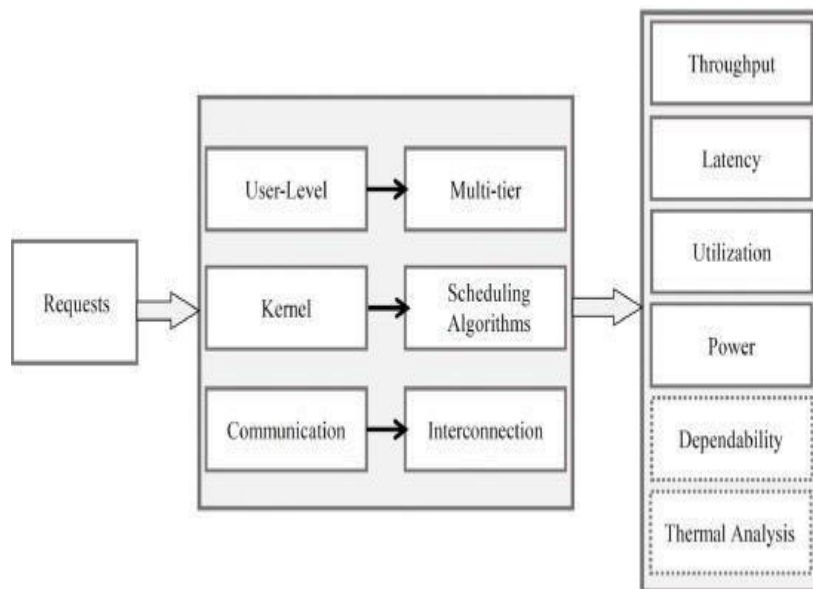 Requests
User-Level
Multi-tier
Kernel
Scheduling
Algorithms
Communication
Interconnection
Throughput
Latency
Utilization
Power
Dependability
Thermal Analysis